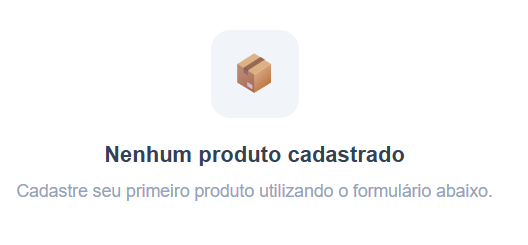 Nenhum produto cadastrado
Cadastre seu primeiro produto utilizando o formulário abaixo.